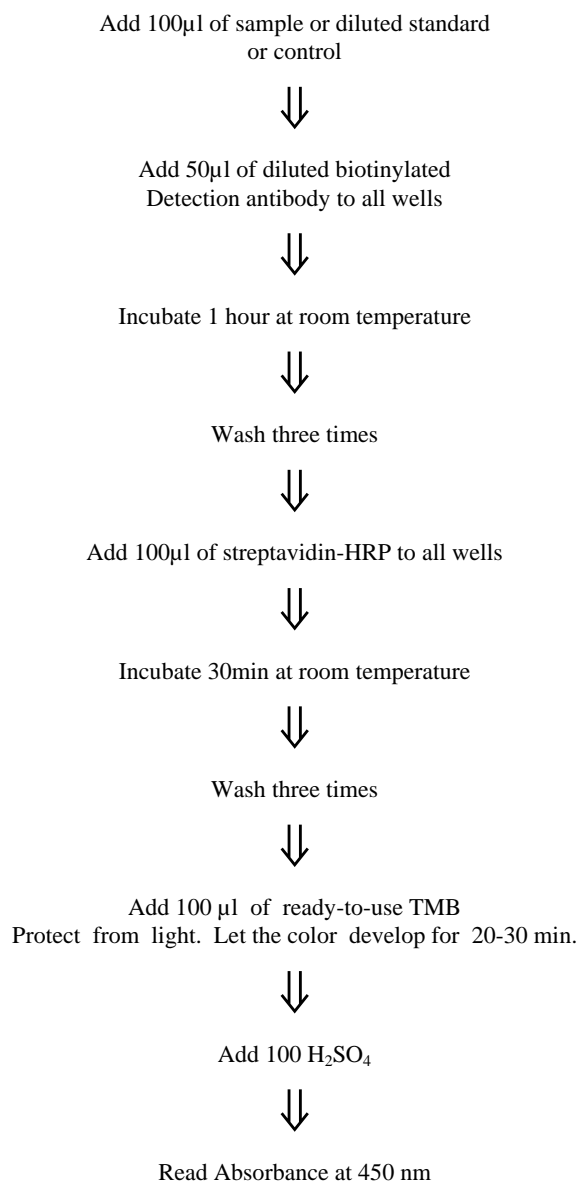 Add 100µl of sample or diluted standard
or control
Add 50µl of diluted biotinylated
Detection antibody to all wells
Incubate 1 hour at room temperature
Wash three times
Add 100µl of streptavidin-HRP to all wells
Incubate 30min at room temperature
Wash three times
Add 100 µl of ready-to-use TMB
Protect from light. Let the color develop for 20-30 min.
Add 100 H₂SO₄
Read Absorbance at 450 nm